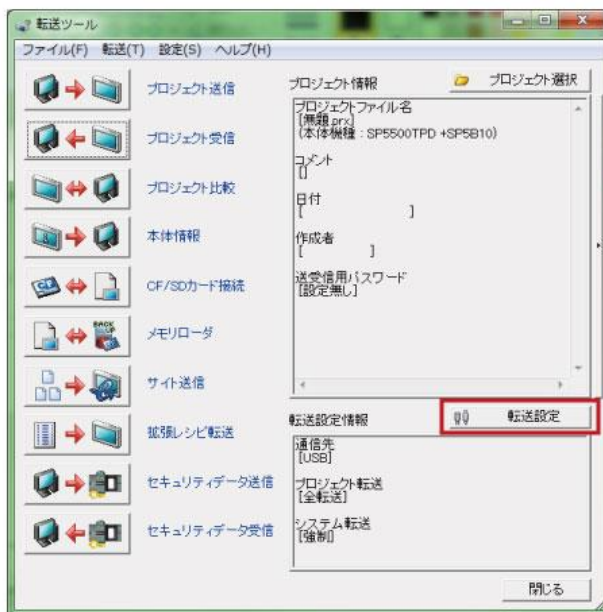 転送ツール
ファイル(F) 転送(T) 設定(S) ヘルプ(H)
プロジェクト送信
プロジェクト受信
プロジェクト比較
本体情報
CF/SDカード接続
メモリローダ
サイト送信
拡張レシピ転送
セキュリティデータ送信
セキュリティデータ受信
プロジェクト情報
プロジェクト選択
プロジェクトファイル名
[無題.prx]
(本体機種 : SP5500TPD +SP5B10)
コメント
[]
日付
[ ]
作成者
[ ]
送受信用パスワード
[設定無し]
転送設定情報
転送設定
通信先
[USB]
プロジェクト転送
[全転送]
システム転送
[強制]
閉じる